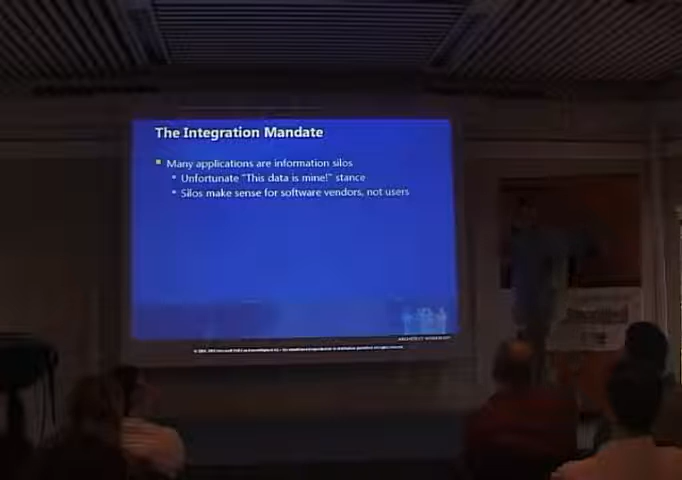 The Integration Mandate
Many applications are information silos
Unfortunate "This data is mine!" stance
Silos make sense for software vendors, not users